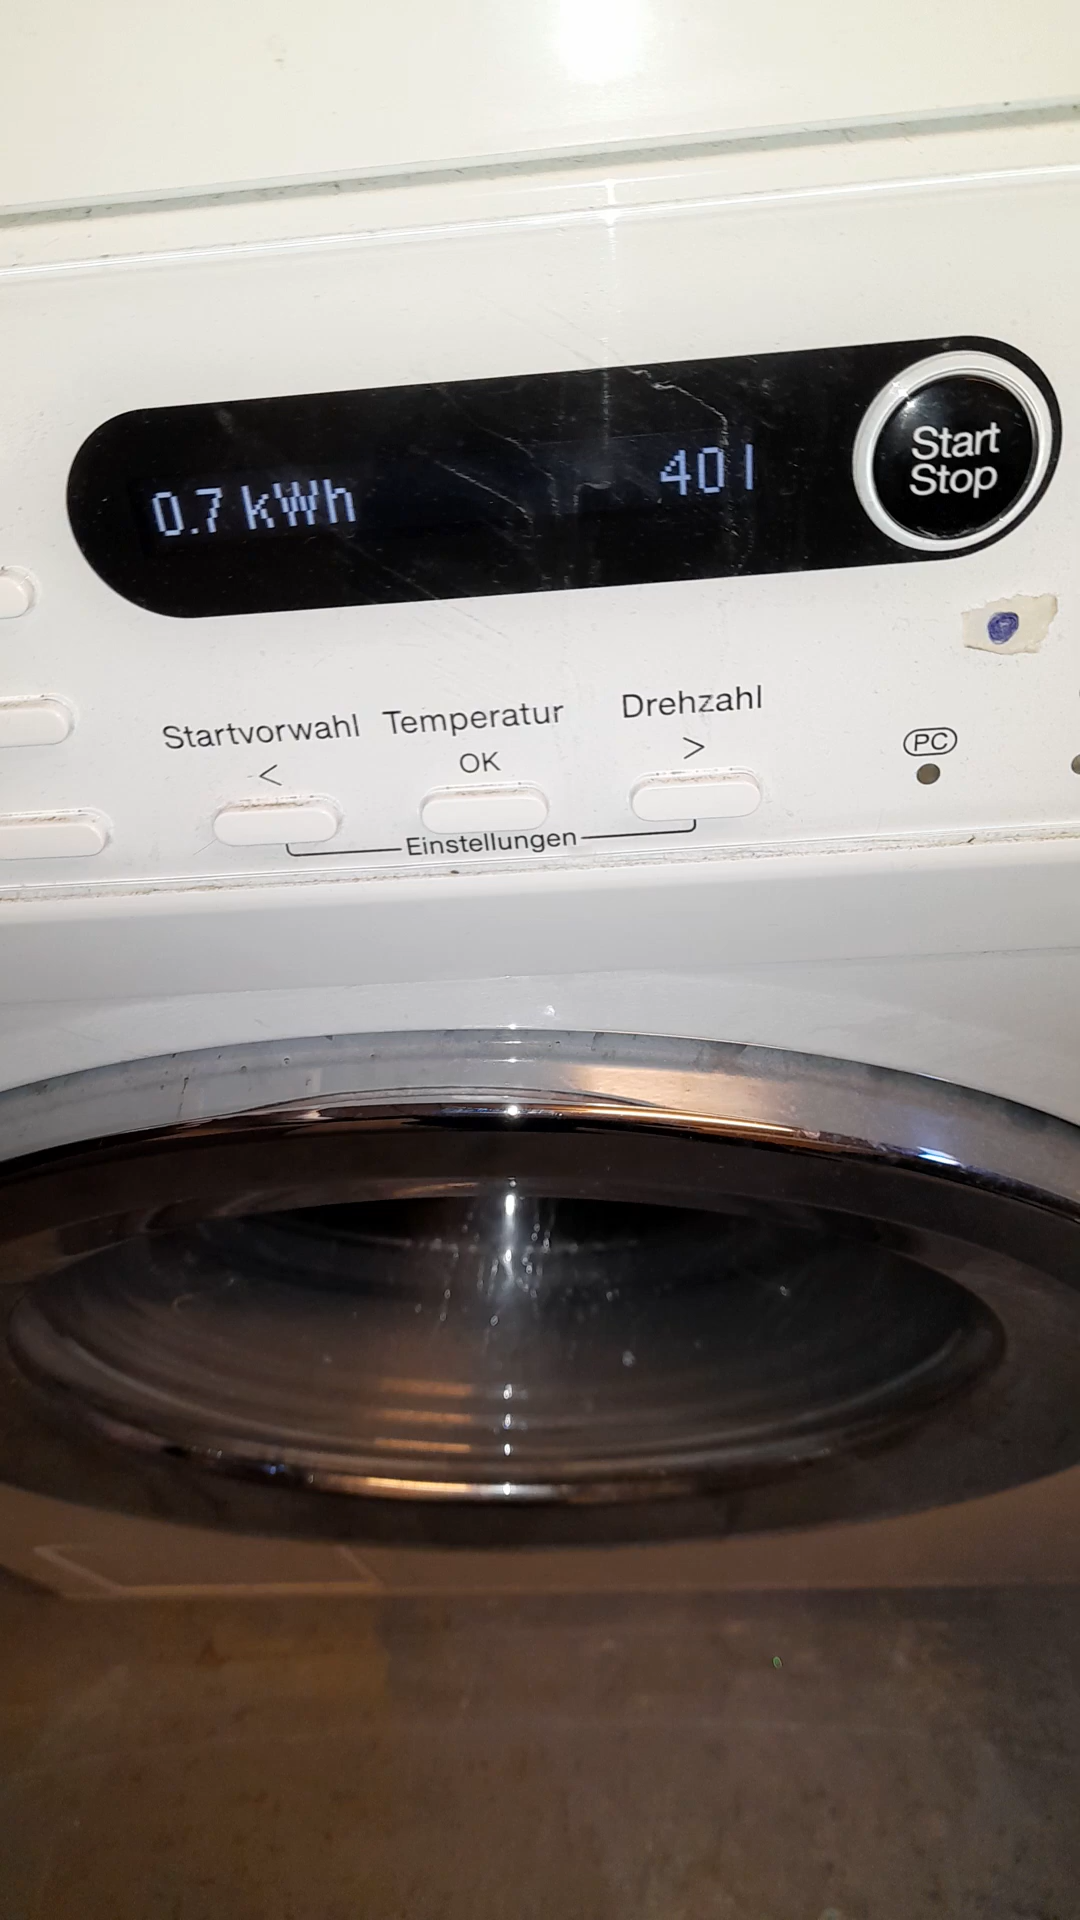 0.7 kWh 40 l
Start
Stop
Startvorwahl Temperatur Drehzahl
< OK >
PC
Einstellungen